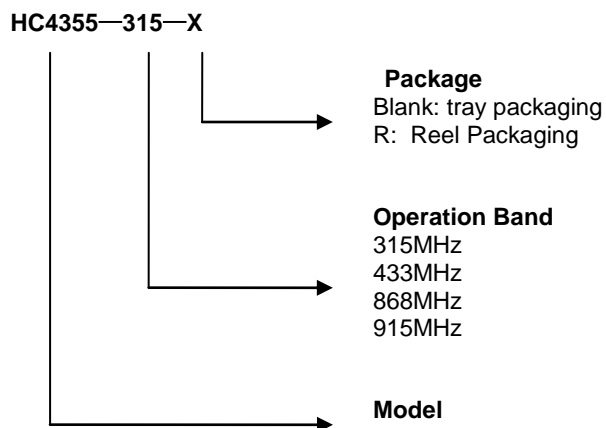 HC4355—315—X
Package
Blank: tray packaging
R: Reel Packaging
Operation Band
315MHz
433MHz
868MHz
915MHz
Model